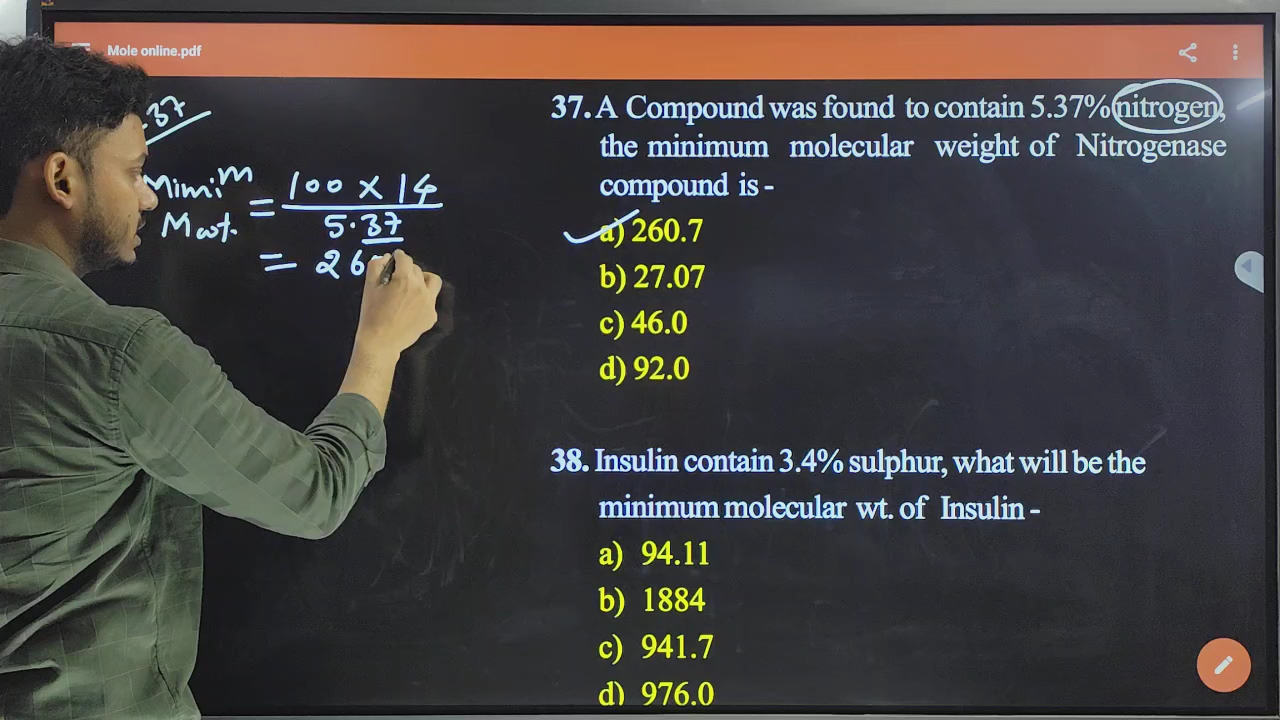 Mole online.pdf
.37
Mimi^m
M wt. = 100 × 14
5.37
= 26
37. A Compound was found to contain 5.37% nitrogen,
the minimum molecular weight of Nitrogenase
compound is -
a) 260.7
b) 27.07
c) 46.0
d) 92.0
38. Insulin contain 3.4% sulphur, what will be the
minimum molecular wt. of Insulin -
a) 94.11
b) 1884
c) 941.7
d) 976.0